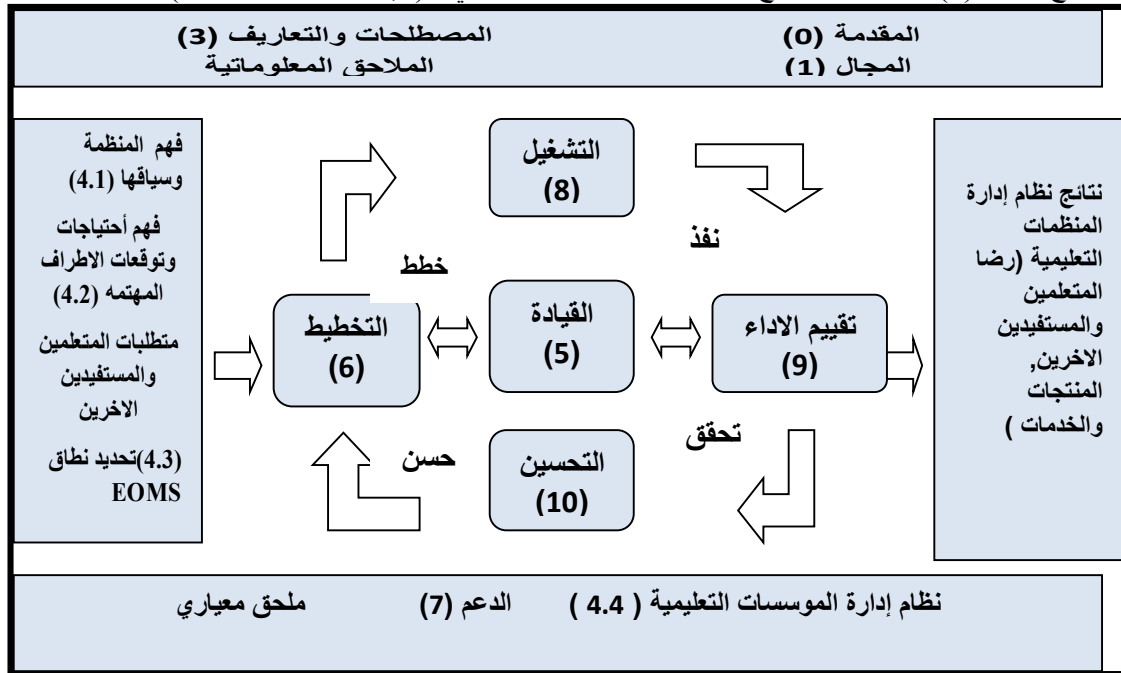 المقدمة (0)
المصطلحات والتعاريف (3)
المجال (1)
الملاحق المعلوماتية
فهم المنظمة
وسياقها (4.1)
فهم أحتياجات
وتوقعات الاطراف
المهتمه (4.2)
متطلبات المتعلمين
والمستفيدين
الاخرين
(4.3)تحديد نطاق
EOMS
التشغيل
(8)
نفذ
خطط
التخطيط
(6)
القيادة
(5)
تقييم الاداء
(9)
تحقق
حسن
التحسين
(10)
نتائج نظام إدارة
المنظمات
التعليمية (رضا
المتعلمين
والمستفيدين
الاخرين,
المنتجات
والخدمات )
نظام إدارة الموسسات التعليمية ( 4.4 )
الدعم (7)
ملحق معياري